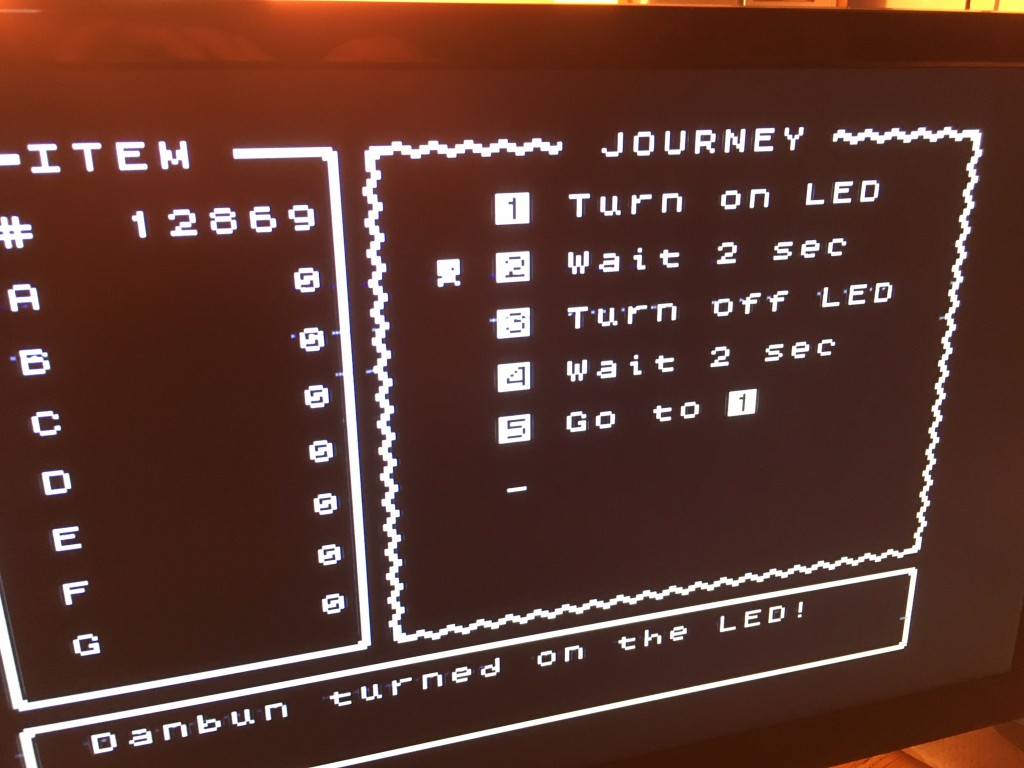 ITEM
# 12869
A 0
B 0
C 0
D 0
E 0
F 0
G 0
JOURNEY
1 Turn on LED
2 Wait 2 sec
3 Turn off LED
4 Wait 2 sec
5 Go to 1
_
Danbun turned on the LED!